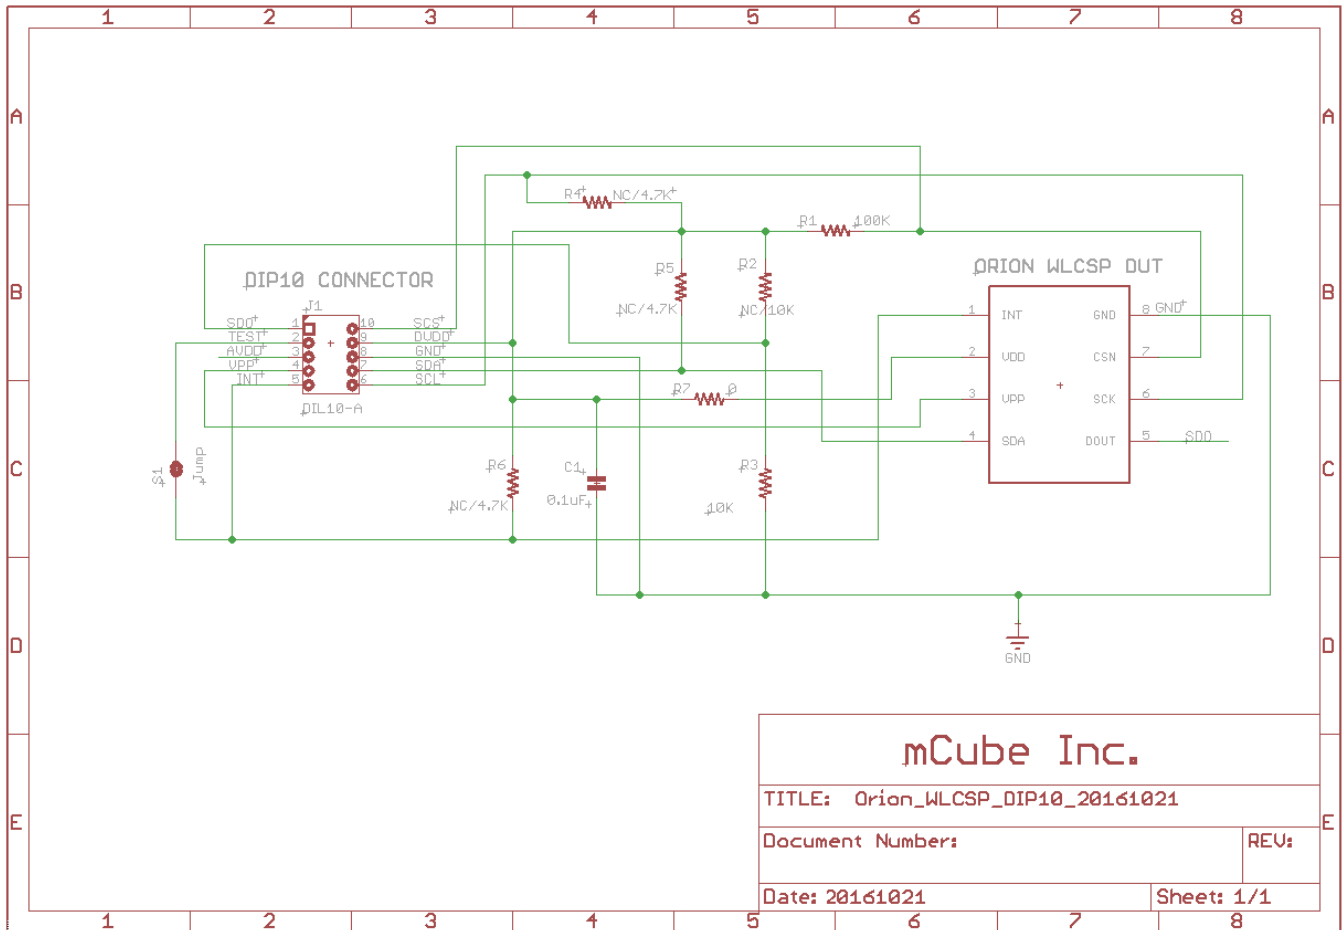 1 2 3 4 5 6 7 8
A A
R4 NC/4.7K
R1 100K
DIP10 CONNECTOR
R5
R2
ORION WLCSP DUT
B B
J1
NC/4.7K
NC/10K
SDO 1 10 SCS
TEST 2 9 DVDD
AVDD 3 8 GND
VPP 4 7 SDA
INT 5 6 SCL
DIL10-A
1 INT GND 8 GND
2 VDD CSN 7
3 VPP SCK 6
4 SDA DOUT 5 SDO
R7 0
C C
S1 Jump
R6
C1
R3
NC/4.7K
0.1uF
10K
D D
GND
mCube Inc.
TITLE: Orion_WLCSP_DIP10_20161021
E E
Document Number: REV:
Date: 20161021 Sheet: 1/1
1 2 3 4 5 6 7 8